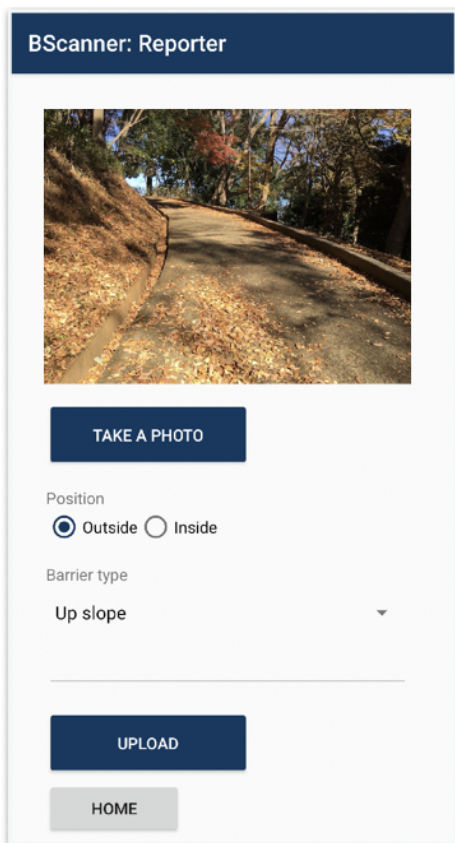 BScanner: Reporter
TAKE A PHOTO
Position
Outside Inside
Barrier type
Up slope
UPLOAD
HOME